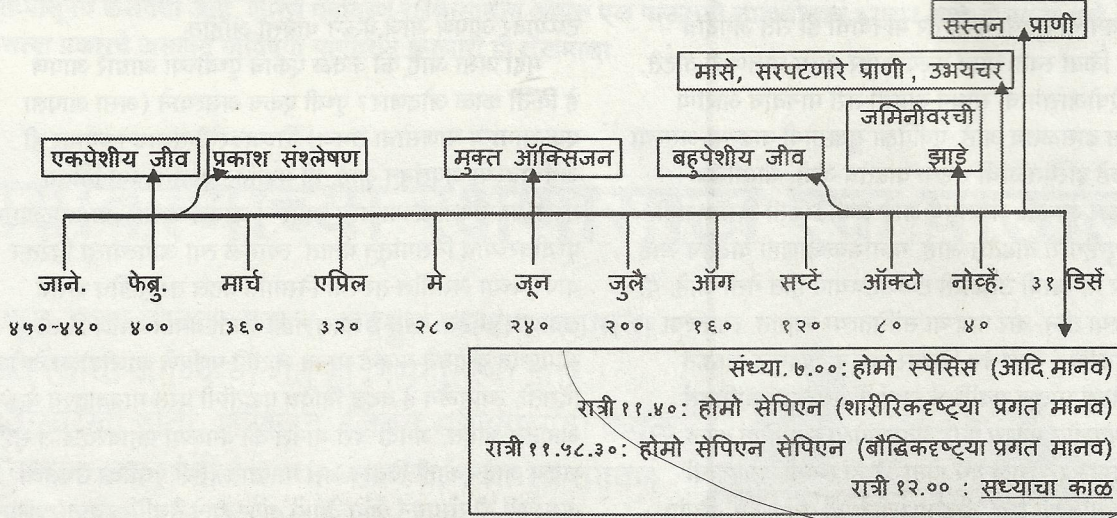 सस्तन प्राणी
मासे, सरपटणारे प्राणी, उभयचर
जमिनीवरची
झाडे
एकपेशीय जीव प्रकाश संश्लेषण मुक्त ऑक्सिजन बहुपेशीय जीव
जाने. फेब्रु. मार्च एप्रिल मे जून जुलै ऑग सप्टें ऑक्टो नोव्हें ३१ डिसें
४५०-४४० ४०० ३६० ३२० २८० २४० २०० १६० १२० ८० ४०
संध्या.५.००: होमो स्पेसिस (आदि मानव)
रात्री ११.४०: होमो सेपिएन (शारीरिकदृष्ट्या प्रगत मानव)
रात्री ११.५८.३०: होमो सेपिएन सेपिएन (बौद्धिकदृष्ट्या प्रगत मानव)
रात्री १२.०० : सध्याचा काळ